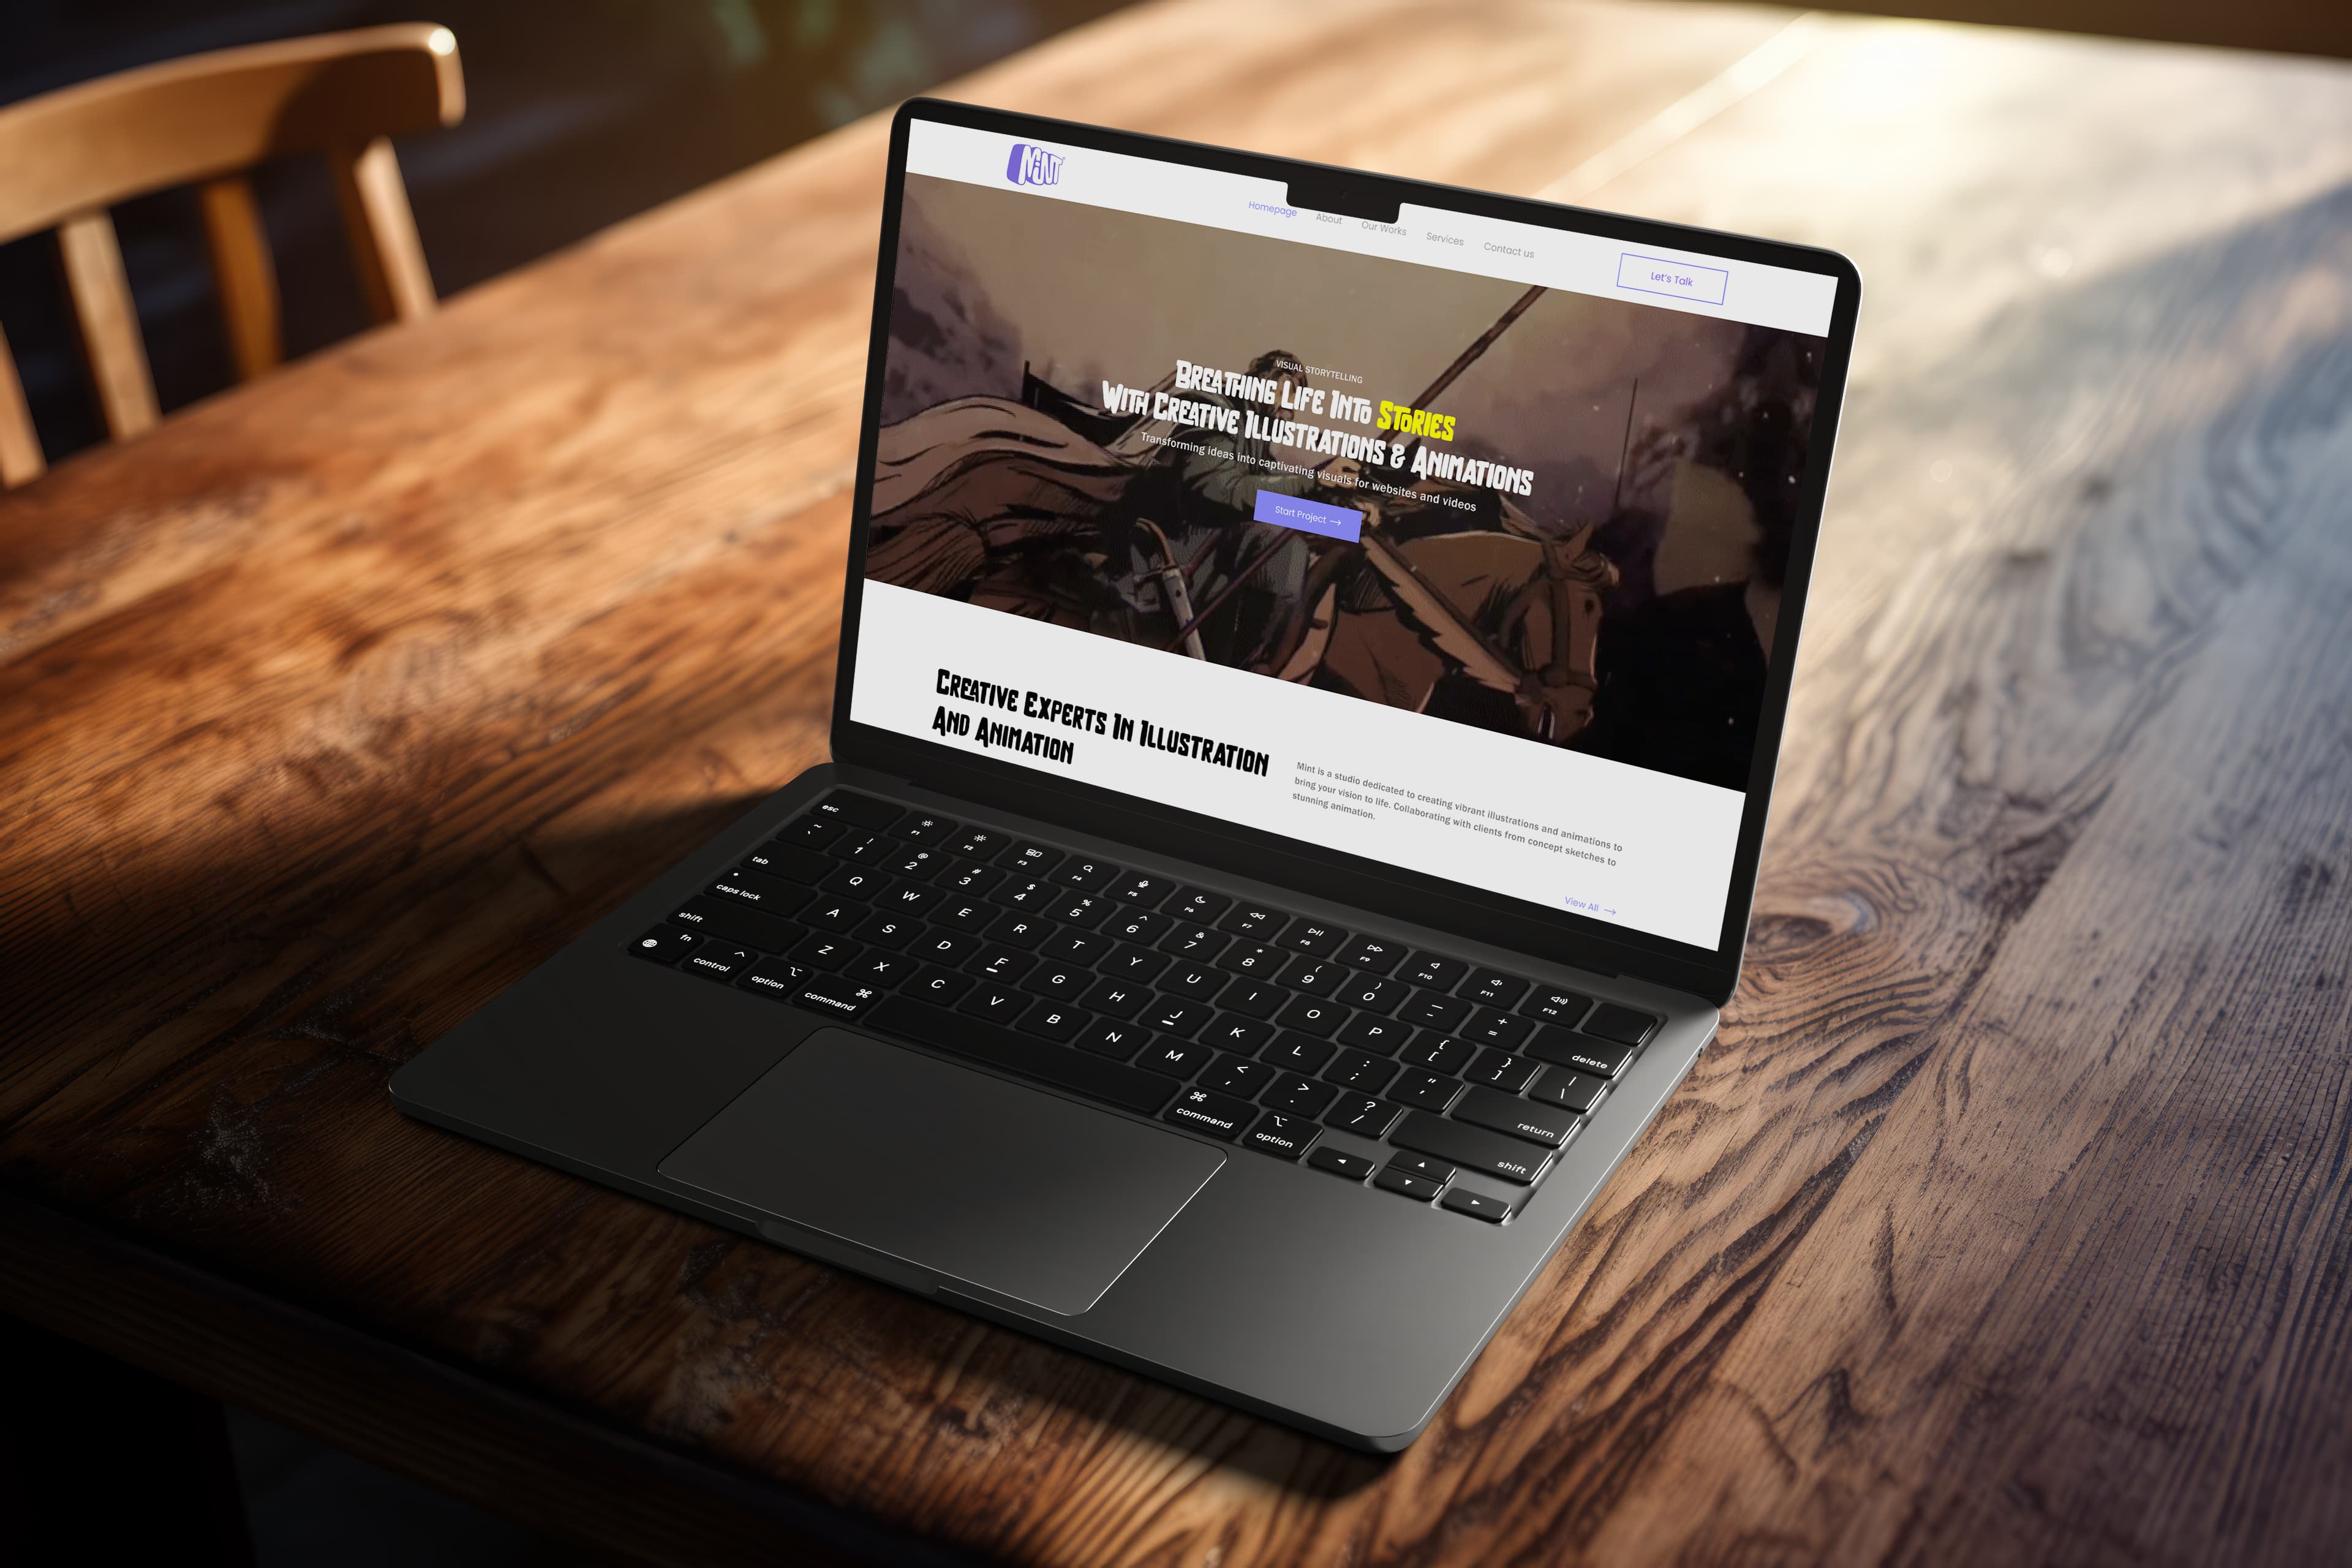 MiNT
Homepage About Our Works Services Contact us
Let's Talk
VISUAL STORYTELLING
Breathing Life Into Stories
With Creative Illustrations & Animations
Transforming ideas into captivating visuals for websites and videos
Start Project →
Creative Experts In Illustration
And Animation
Mint is a studio dedicated to creating vibrant illustrations and animations to
bring your vision to life. Collaborating with clients from concept sketches to
stunning animation.
View All →
esc F1 F2 F3 F4 F5 F6 F7 F8 F9 F10 F11 F12
~ ` ! 1 @ 2 # 3 $ 4 % 5 ^ 6 & 7 * 8 ( 9 ) 0 — - + = delete
tab Q W E R T Y U I O P { [ } ] | \
caps lock A S D F G H J K L : ; " ' return
shift Z X C V B N M < , > . ? / shift
fn control ^ option ⌥ command ⌘ ⌘ command ⌥ option ◀ ▲ ▼ ▶